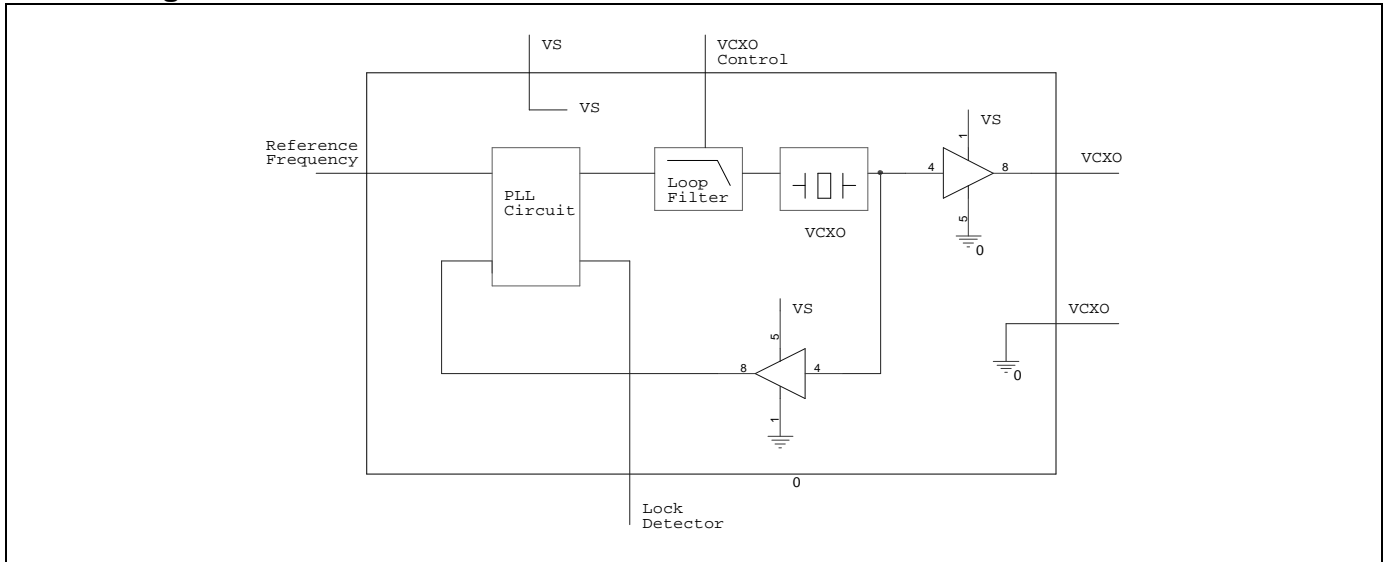 VS
VCXO
Control
VS
Reference
Frequency
PLL
Circuit
Loop
Filter
VCXO
VS
1
4
8
5
0
VCXO
VCXO
0
VS
5
8
4
1
0
Lock
Detector